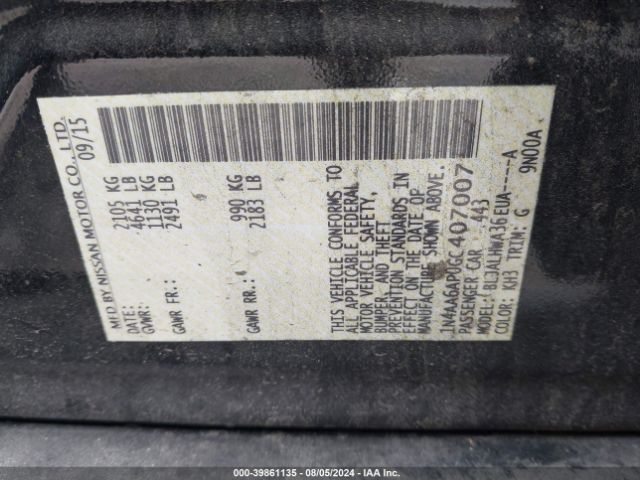 MFD BY NISSAN MOTOR CO., LTD.
DATE: 09/15
GVWR: 2105 KG
4641 LB
GAWR FR.: 1130 KG
2491 LB
GAWR RR.: 990 KG
2183 LB
THIS VEHICLE CONFORMS TO
ALL APPLICABLE FEDERAL
MOTOR VEHICLE SAFETY,
BUMPER, AND THEFT
PREVENTION STANDARDS IN
EFFECT ON THE DATE OF
MANUFACTURE SHOWN ABOVE.
1N4AA6AP0GC407007
PASSENGER CAR 443
MODEL: BLJALHWA36EUA----A
COLOR: KH3 TRIM: G 9N00A
000-39861135 - 08/05/2024 - IAA Inc.